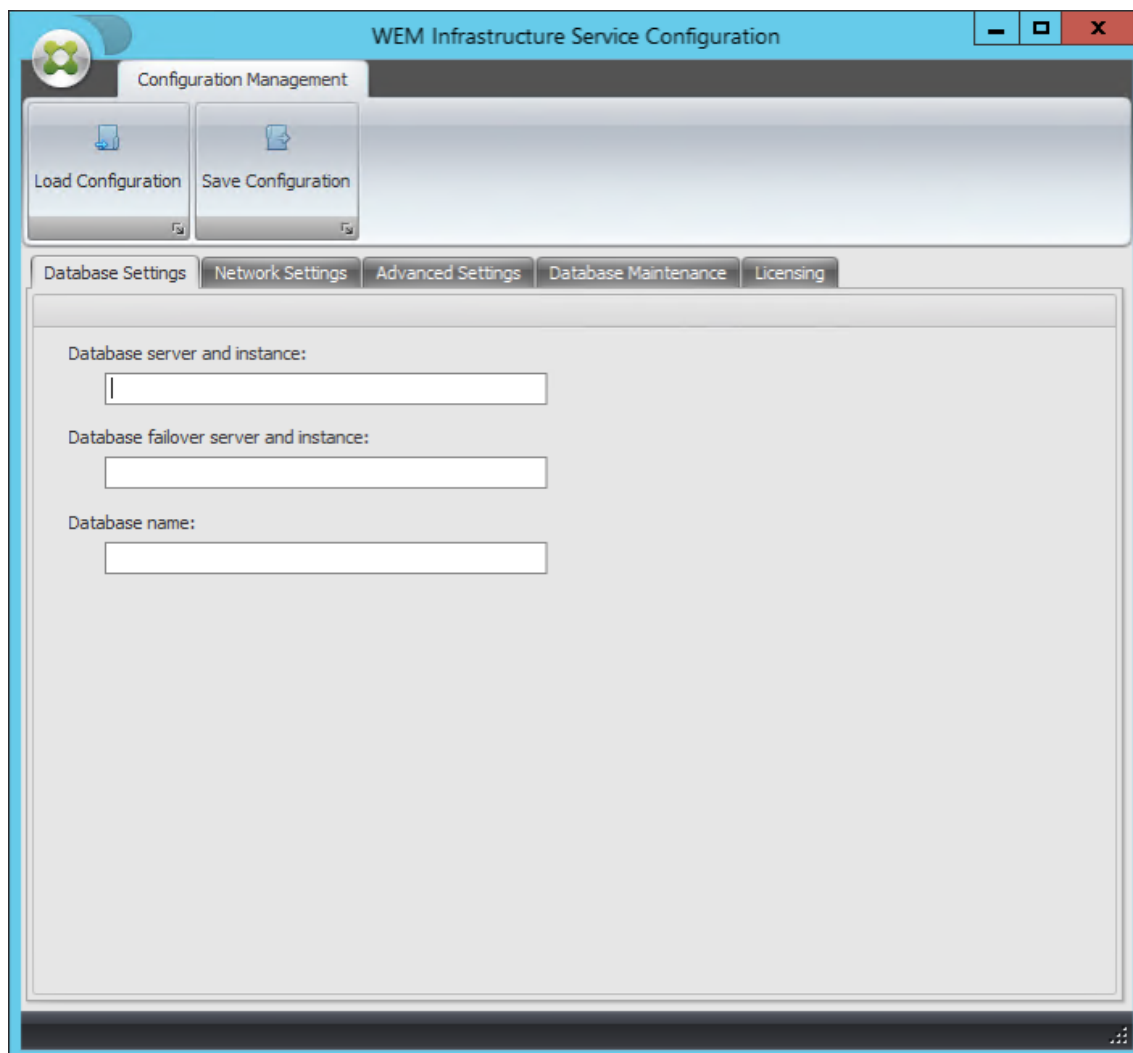 WEM Infrastructure Service Configuration
Configuration Management
Load Configuration
Save Configuration
Database Settings
Network Settings
Advanced Settings
Database Maintenance
Licensing
Database server and instance:
Database failover server and instance:
Database name: